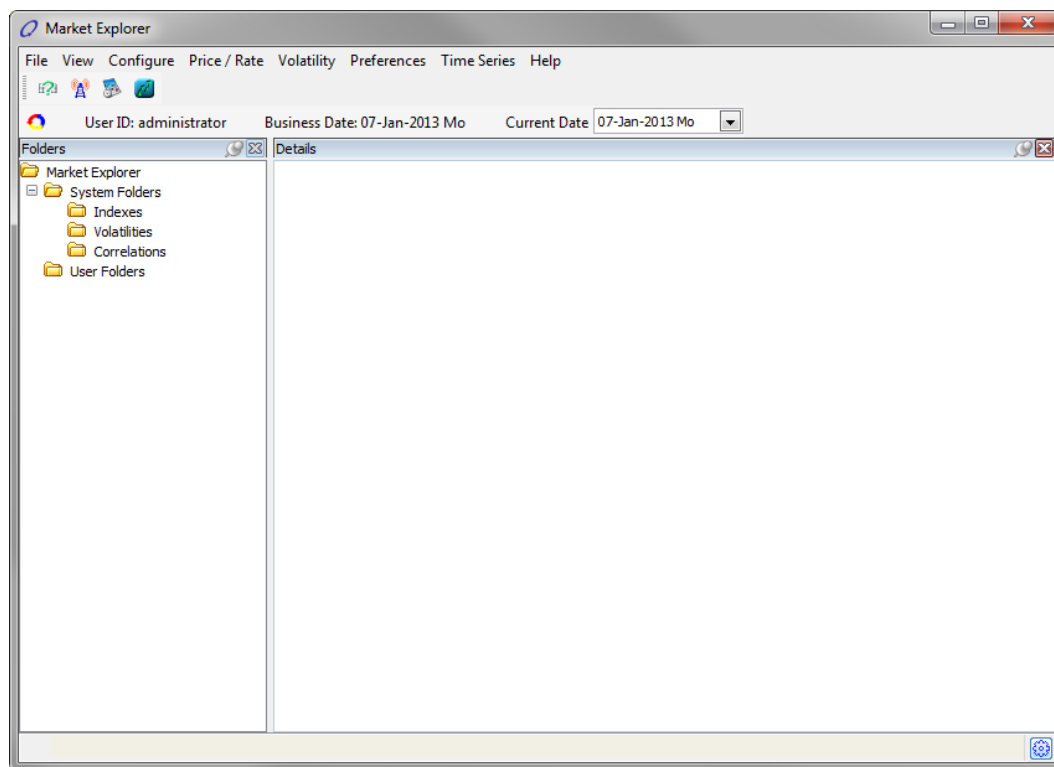 Market Explorer
File View Configure Price / Rate Volatility Preferences Time Series Help
User ID: administrator Business Date: 07-Jan-2013 Mo Current Date 07-Jan-2013 Mo
Folders Details
Market Explorer
System Folders
Indexes
Volatilities
Correlations
User Folders